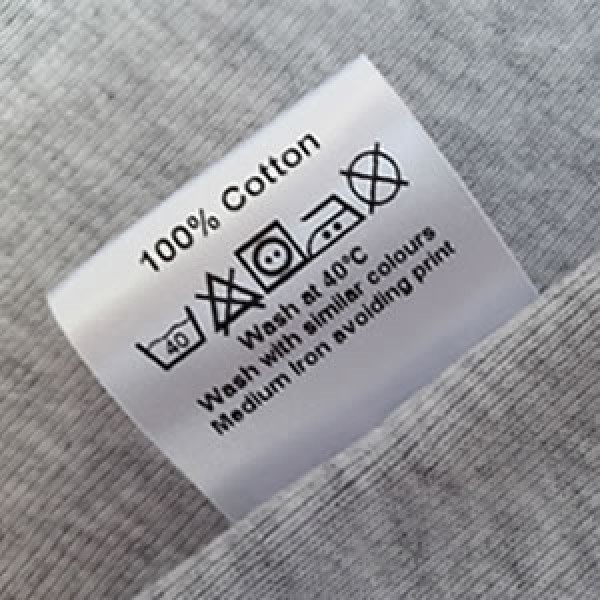 100% Cotton
40
Wash at 40°C
Wash with similar colours
Medium Iron avoiding print